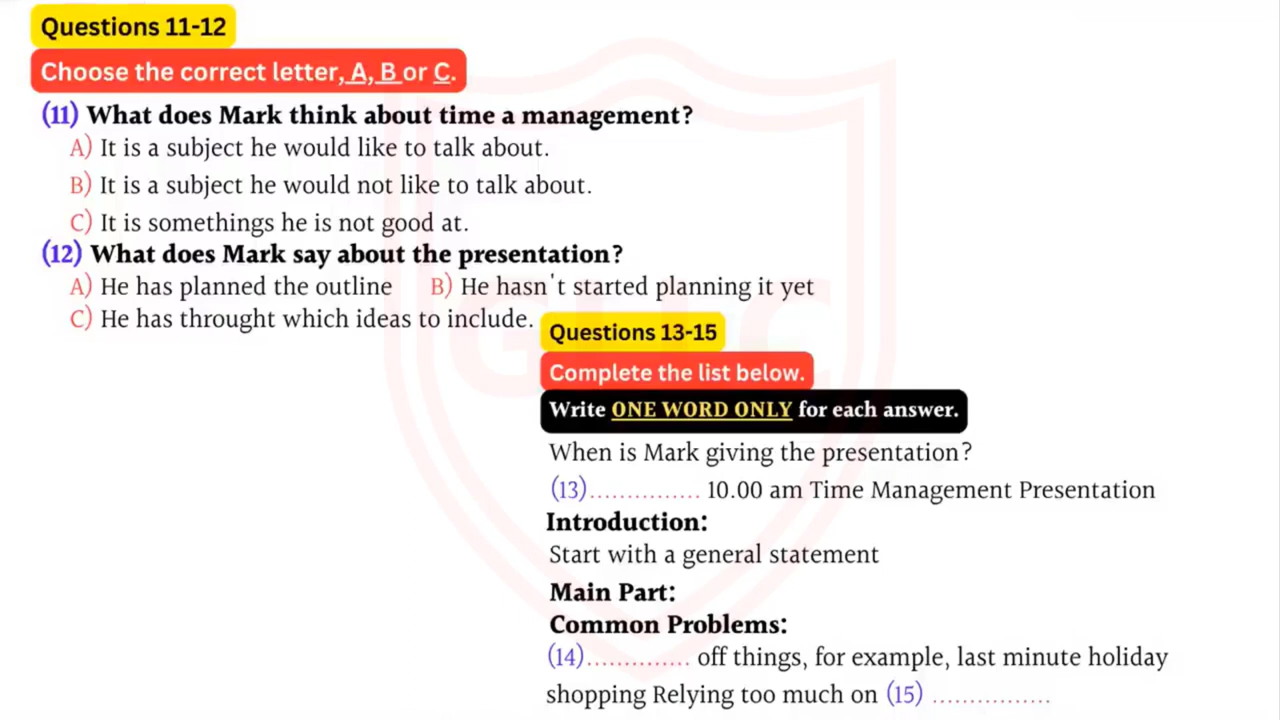 Questions 11-12
Choose the correct letter, A, B or C.
(11) What does Mark think about time a management?
A) It is a subject he would like to talk about.
B) It is a subject he would not like to talk about.
C) It is somethings he is not good at.
(12) What does Mark say about the presentation?
A) He has planned the outline B) He hasn't started planning it yet
C) He has throught which ideas to include.
Questions 13-15
Complete the list below.
Write ONE WORD ONLY for each answer.
When is Mark giving the presentation?
(13)............... 10.00 am Time Management Presentation
Introduction:
Start with a general statement
Main Part:
Common Problems:
(14).............. off things, for example, last minute holiday
shopping Relying too much on (15) ................